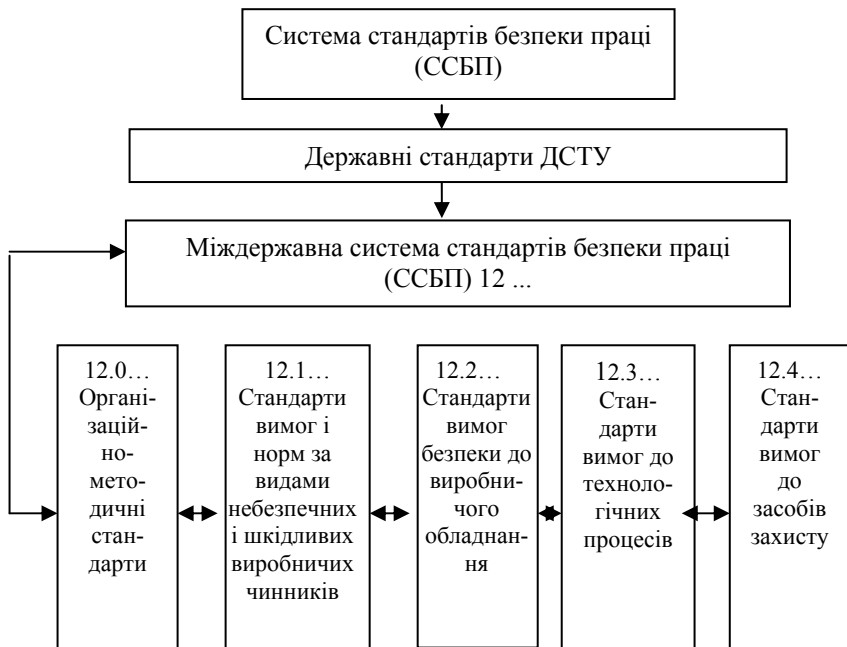 Система стандартів безпеки праці
(ССБП)
Державні стандарти ДСТУ
Міждержавна система стандартів безпеки праці
(ССБП) 12 ...
12.0…
Органі-
зацій-
но-
мето-
дичні
стан-
дарти
12.1…
Стандарти
вимог і
норм за
видами
небезпечних
і шкідливих
виробничих
чинників
12.2…
Стандарти
вимог
безпеки до
виробни-
чого
обладнан-
ня
12.3…
Стан-
дарти
вимог до
техноло-
гічних
процесів
12.4…
Стан-
дарти
вимог
до
засобів
захисту